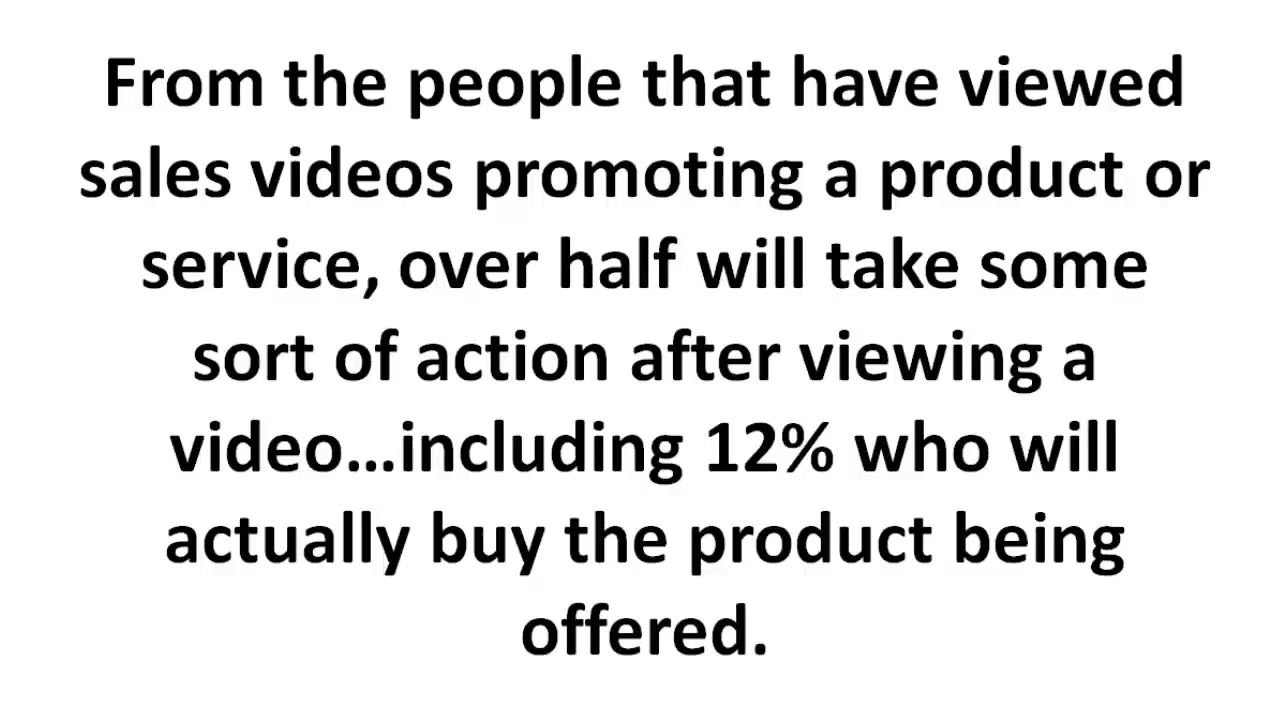 From the people that have viewed
sales videos promoting a product or
service, over half will take some
sort of action after viewing a
video...including 12% who will
actually buy the product being
offered.